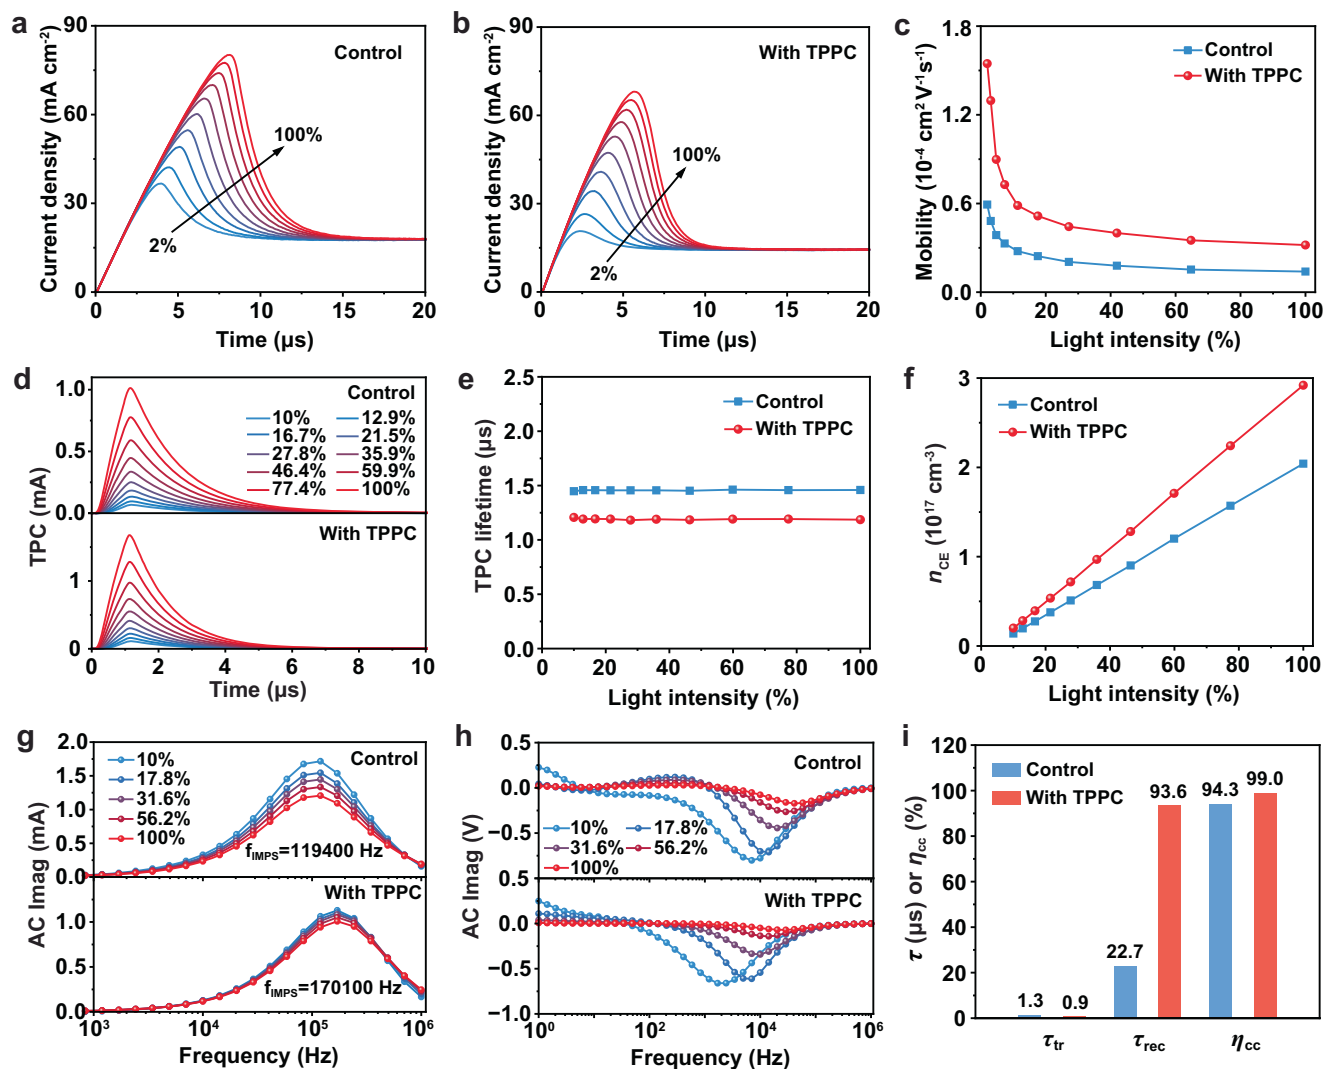 a
90
60
30
0
Current density (mA cm⁻²)
Control
100%
2%
0 5 10 15 20
Time (µs)
b
90
60
30
0
Current density (mA cm⁻²)
With TPPC
100%
2%
0 5 10 15 20
Time (µs)
c
1.8
1.2
0.6
0.0
Mobility (10⁻⁴ cm² V⁻¹s⁻¹)
Control
With TPPC
0 20 40 60 80 100
Light intensity (%)
d
TPC (mA)
1.0
0.5
0.0
Control
10% 12.9%
16.7% 21.5%
27.8% 35.9%
46.4% 59.9%
77.4% 100%
With TPPC
1
0
0 2 4 6 8 10
Time (µs)
e
2.5
2.0
1.5
1.0
0.5
0.0
TPC lifetime (µs)
Control
With TPPC
0 20 40 60 80 100
Light intensity (%)
f
3
2
1
0
n_CE (10¹⁷ cm⁻³)
Control
With TPPC
0 20 40 60 80 100
Light intensity (%)
g
AC Imag (mA)
2.0
1.5
1.0
0.5
0.0
10%
17.8%
31.6%
56.2%
100%
Control
f_IMPS=119400 Hz
With TPPC
1.0
0.5
0.0
f_IMPS=170100 Hz
10³ 10⁴ 10⁵ 10⁶
Frequency (Hz)
h
AC Imag (V)
0.5
0.0
−0.5
Control
10% 17.8%
31.6% 56.2%
100%
0.5
0.0
−0.5
−1.0
With TPPC
10⁰ 10² 10⁴ 10⁶
Frequency (Hz)
i
120
100
80
60
40
20
0
τ (µs) or η_cc (%)
Control
With TPPC
1.3 0.9
22.7 93.6
94.3 99.0
τ_tr τ_rec η_cc